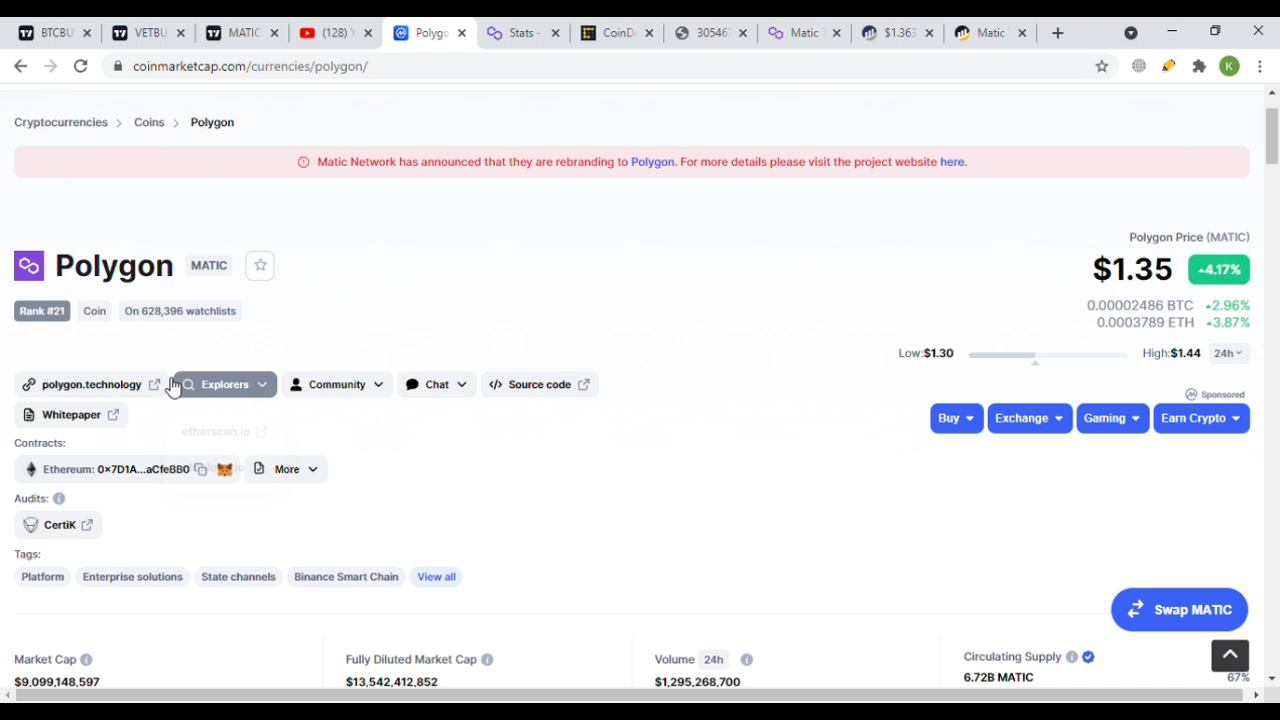 BTCBU
VETBU
MATIC
(128) Y
Polygo
Stats -
CoinDe
30546
Matic
$1.363
Matic
coinmarketcap.com/currencies/polygon/
K
Cryptocurrencies > Coins > Polygon
Matic Network has announced that they are rebranding to Polygon. For more details please visit the project website here.
Polygon Price (MATIC)
Polygon MATIC
$1.35 4.17%
Rank #21 Coin On 628,396 watchlists
0.00002486 BTC 2.96%
0.0003789 ETH 3.87%
Low:$1.30 High:$1.44 24h
polygon.technology Explorers Community Chat </> Source code
Sponsored
Whitepaper
Buy Exchange Gaming Earn Crypto
etherscan.io
Contracts:
Ethereum: 0x7D1A...aCfeBB0 More
Audits:
CertiK
Tags:
Platform Enterprise solutions State channels Binance Smart Chain View all
Swap MATIC
Market Cap Fully Diluted Market Cap Volume 24h Circulating Supply
$9,099,148,597 $13,542,412,852 $1,295,268,700 6.72B MATIC 67%